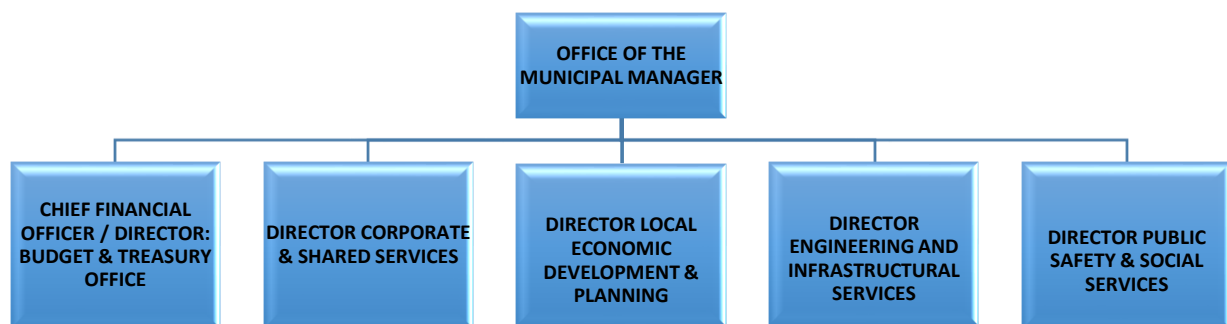 OFFICE OF THE
MUNICIPAL MANAGER
CHIEF FINANCIAL
OFFICER / DIRECTOR:
BUDGET & TREASURY
OFFICE
DIRECTOR CORPORATE
& SHARED SERVICES
DIRECTOR LOCAL
ECONOMIC
DEVELOPMENT &
PLANNING
DIRECTOR
ENGINEERING AND
INFRASTRUCTURAL
SERVICES
DIRECTOR PUBLIC
SAFETY & SOCIAL
SERVICES